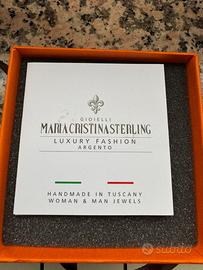 GIOIELLI
MARIA CRISTINA STERLING
LUXURY FASHION
ARGENTO
HANDMADE IN TUSCANY
WOMAN & MAN JEWELS
subito